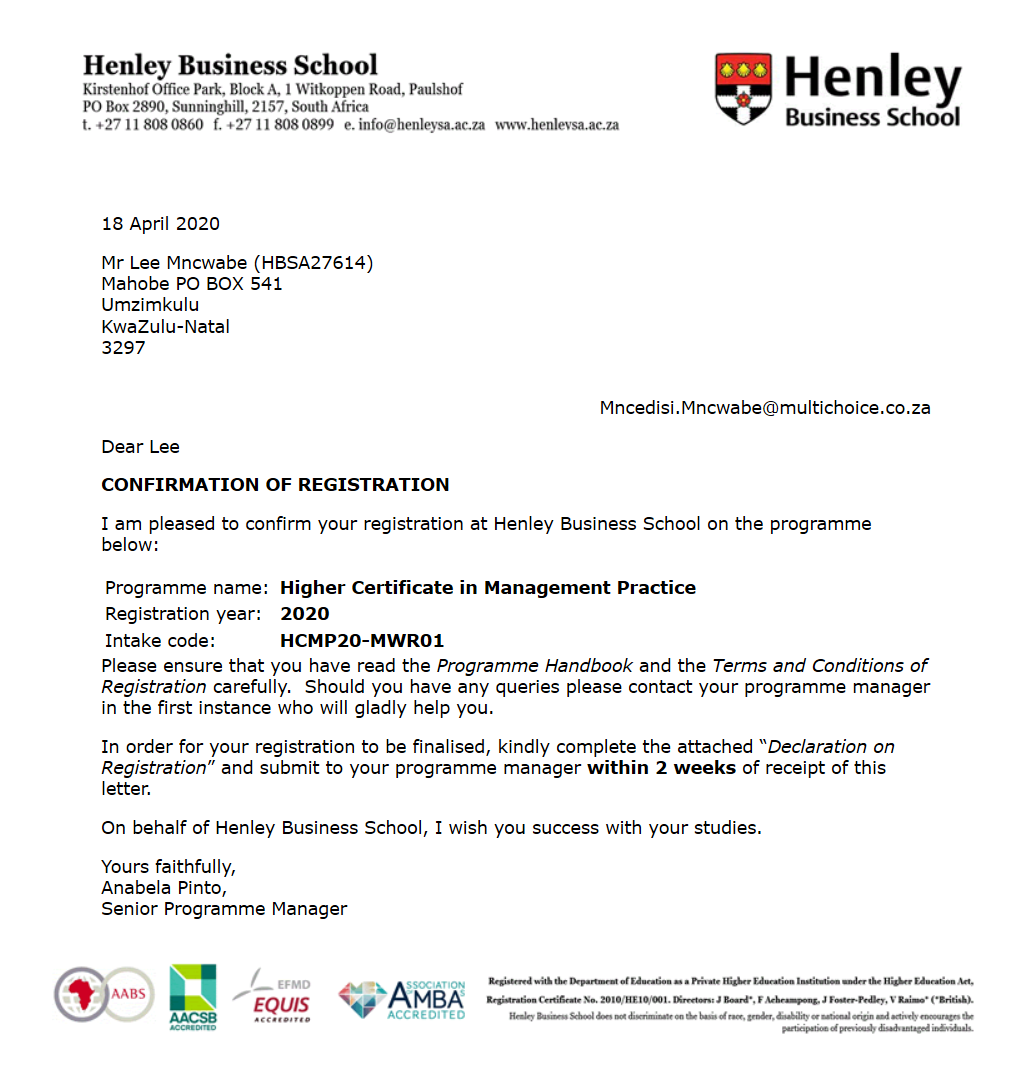 Henley Business School
Kirstenhof Office Park, Block A, 1 Witkoppen Road, Paulshof
PO Box 2890, Sunninghill, 2157, South Africa
t. +27 11 808 0860 f. +27 11 808 0899 e. info@henleysa.ac.za www.henleysa.ac.za
Henley
Business School
18 April 2020
Mr Lee Mncwabe (HBSA27614)
Mahobe PO BOX 541
Umzimkulu
KwaZulu-Natal
3297
Mncedisi.Mncwabe@multichoice.co.za
Dear Lee
CONFIRMATION OF REGISTRATION
I am pleased to confirm your registration at Henley Business School on the programme
below:
Programme name: Higher Certificate in Management Practice
Registration year: 2020
Intake code: HCMP20-MWR01
Please ensure that you have read the Programme Handbook and the Terms and Conditions of
Registration carefully.  Should you have any queries please contact your programme manager
in the first instance who will gladly help you.
In order for your registration to be finalised, kindly complete the attached “Declaration on
Registration” and submit to your programme manager within 2 weeks of receipt of this
letter.
On behalf of Henley Business School, I wish you success with your studies.
Yours faithfully,
Anabela Pinto,
Senior Programme Manager
AABS
AACSB
ACCREDITED
EFMD
EQUIS
ACCREDITED
ASSOCIATION
AMBA'S
ACCREDITED
Registered with the Department of Education as a Private Higher Education Institution under the Higher Education Act,
Registration Certificate No. 2010/HE10/001. Directors: J Board*, F Acheampong, J Foster-Pedley, V Raimo* (*British).
Henley Business School does not discriminate on the basis of race, gender, disability or national origin and actively encourages the
participation of previously disadvantaged individuals.